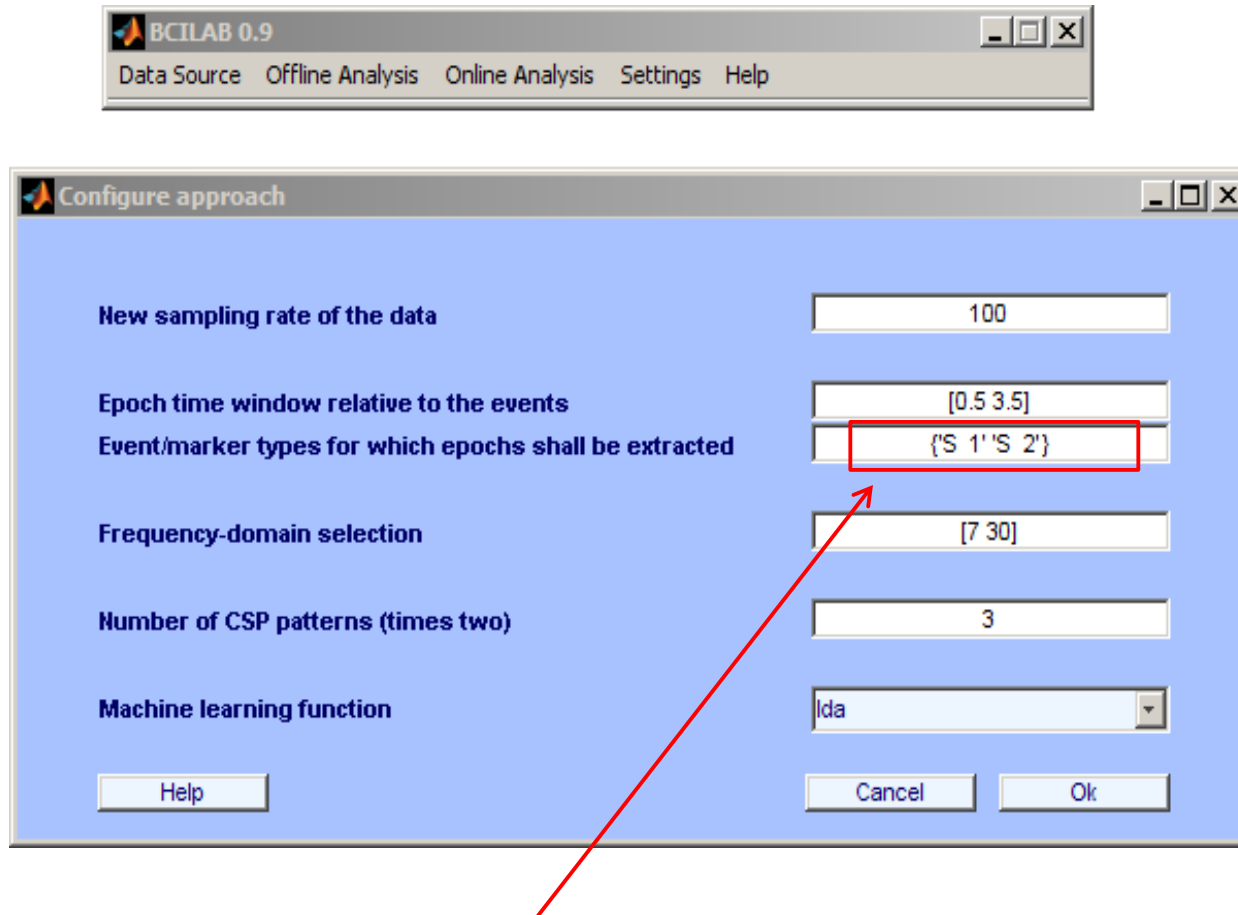 BCILAB 0.9
Data Source Offline Analysis Online Analysis Settings Help
Configure approach
New sampling rate of the data 100
Epoch time window relative to the events [0.5 3.5]
Event/marker types for which epochs shall be extracted {'S  1' 'S  2'}
Frequency-domain selection [7 30]
Number of CSP patterns (times two) 3
Machine learning function lda
Help Cancel Ok